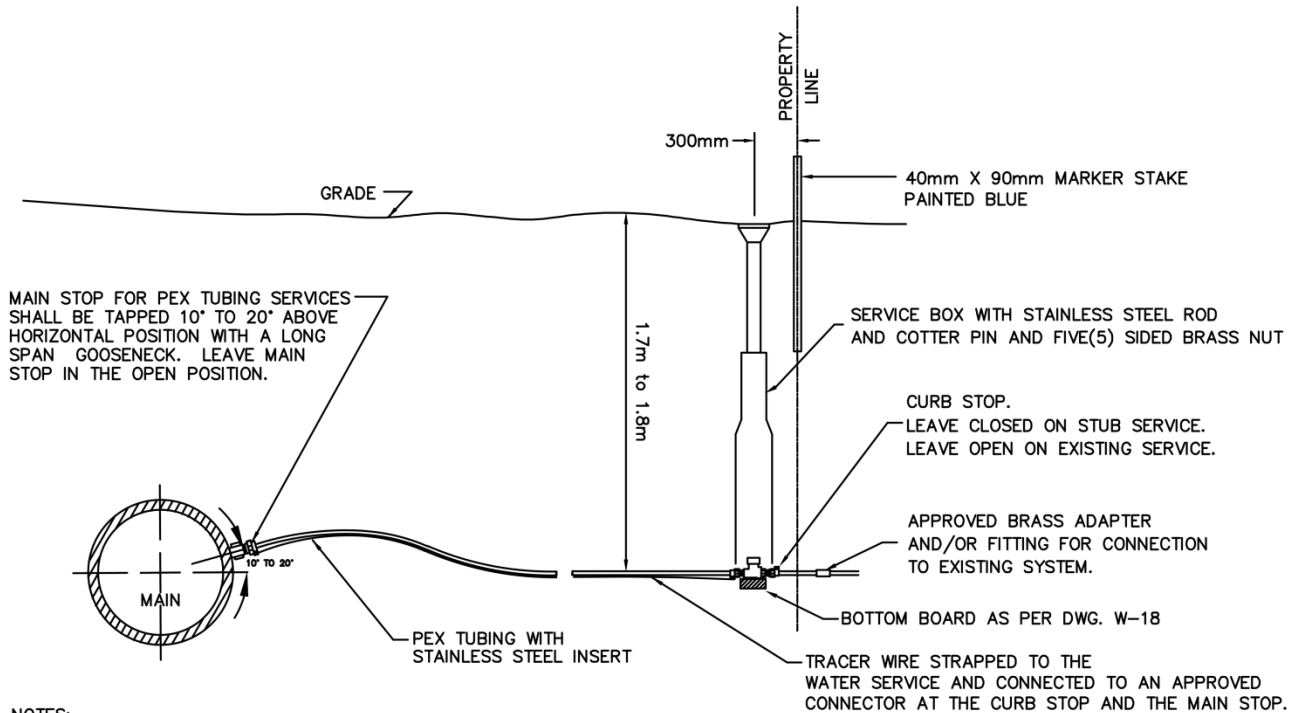 PROPERTY
LINE
300mm
40mm X 90mm MARKER STAKE
PAINTED BLUE
GRADE
MAIN STOP FOR PEX TUBING SERVICES
SHALL BE TAPPED 10° TO 20° ABOVE
HORIZONTAL POSITION WITH A LONG
SPAN GOOSENECK. LEAVE MAIN
STOP IN THE OPEN POSITION.
1.7m to 1.8m
SERVICE BOX WITH STAINLESS STEEL ROD
AND COTTER PIN AND FIVE(5) SIDED BRASS NUT
CURB STOP.
LEAVE CLOSED ON STUB SERVICE.
LEAVE OPEN ON EXISTING SERVICE.
APPROVED BRASS ADAPTER
AND/OR FITTING FOR CONNECTION
TO EXISTING SYSTEM.
10° TO 20°
MAIN
BOTTOM BOARD AS PER DWG. W-18
PEX TUBING WITH
STAINLESS STEEL INSERT
TRACER WIRE STRAPPED TO THE
WATER SERVICE AND CONNECTED TO AN APPROVED
CONNECTOR AT THE CURB STOP AND THE MAIN STOP.
NOTES: